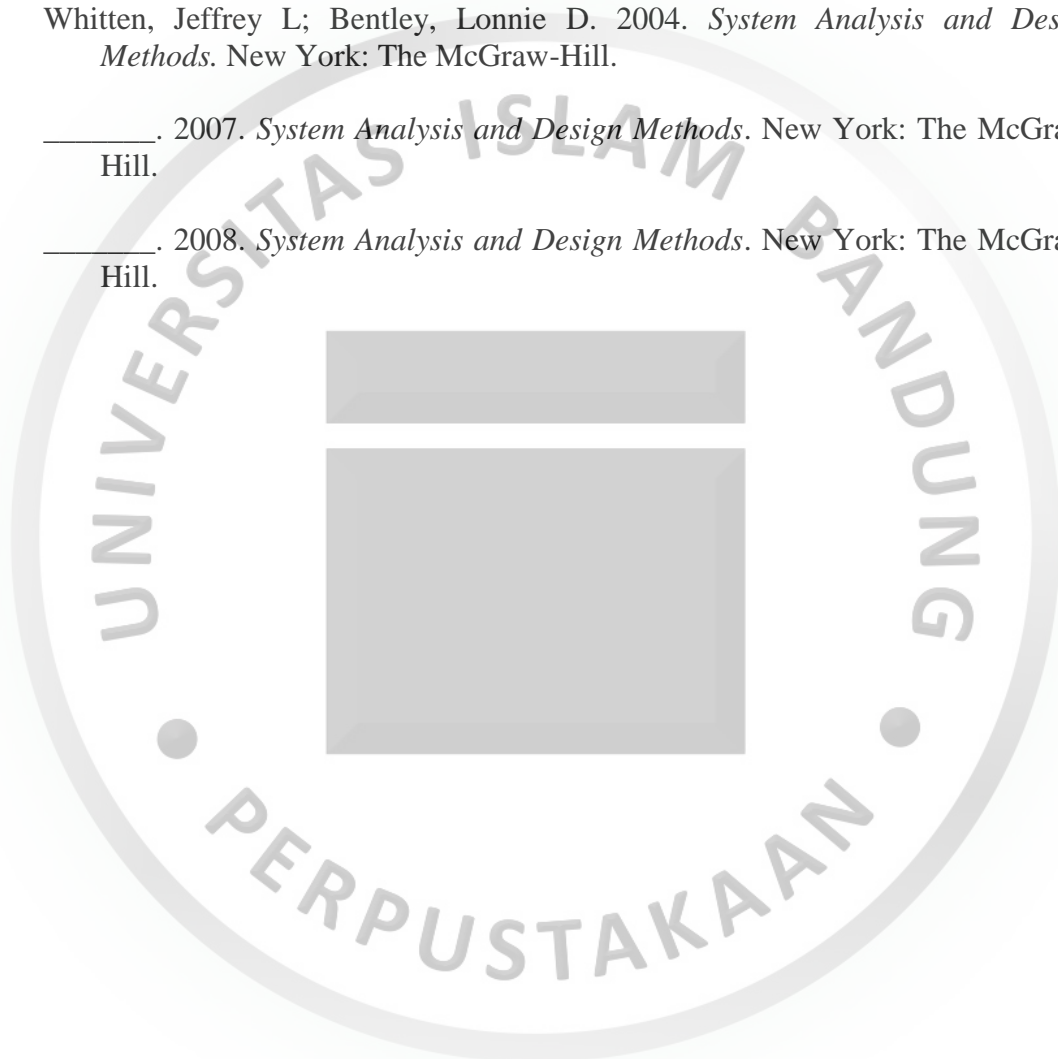 Whitten, Jeffrey L; Bentley, Lonnie D. 2004. System Analysis and Des
Methods. New York: The McGraw-Hill.
_______. 2007. System Analysis and Design Methods. New York: The McGra
Hill.
_______. 2008. System Analysis and Design Methods. New York: The McGra
Hill.
UNIVERSITAS ISLAM BANDUNG
PERPUSTAKAAN